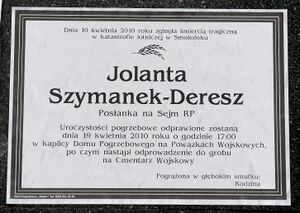 Dnia 10 kwietnia 2010 roku zginęła śmiercią tragiczną
w katastrofie lotniczej w Smoleńsku
Jolanta
Szymanek-Deresz
Posłanka na Sejm RP
Uroczystości pogrzebowe odprawione zostaną
dnia 19 kwietnia 2010 roku o godzinie 17:00
w kaplicy Domu Pogrzebowego na Powązkach Wojskowych,
po czym nastąpi odprowadzenie do grobu
na Cmentarz Wojskowy
Pogrążona w głębokim smutku:
Rodzina